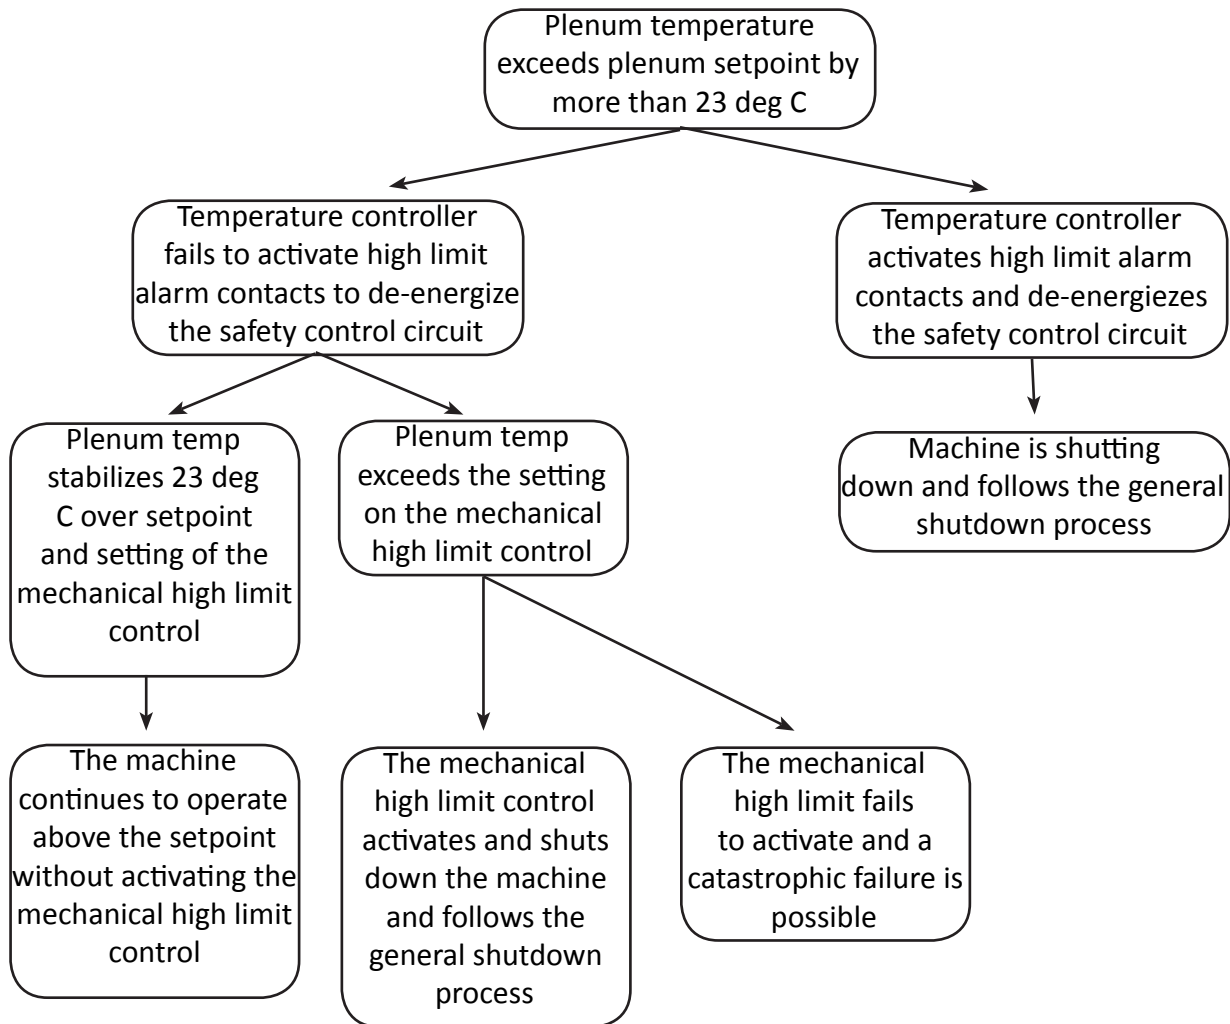 Plenum temperature
exceeds plenum setpoint by
more than 23 deg C
Temperature controller
fails to activate high limit
alarm contacts to de-energize
the safety control circuit
Temperature controller
activates high limit alarm
contacts and de-energiezes
the safety control circuit
Plenum temp
stabilizes 23 deg
C over setpoint
and setting of the
mechanical high limit
control
Plenum temp
exceeds the setting
on the mechanical
high limit control
Machine is shutting
down and follows the general
shutdown process
The machine
continues to operate
above the setpoint
without activating the
mechanical high limit
control
The mechanical
high limit control
activates and shuts
down the machine
and follows the
general shutdown
process
The mechanical
high limit fails
to activate and a
catastrophic failure is
possible